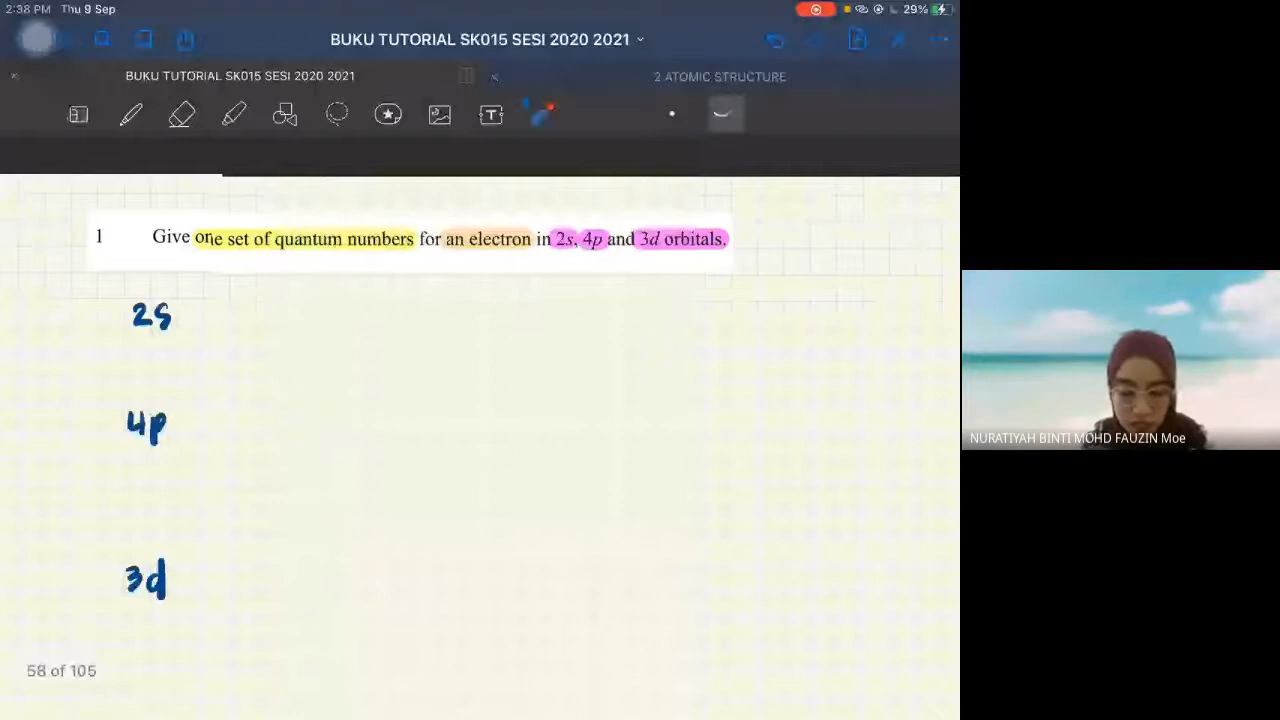 2:38 PM Thu 9 Sep 29%
BUKU TUTORIAL SK015 SESI 2020 2021
BUKU TUTORIAL SK015 SESI 2020 2021 2 ATOMIC STRUCTURE
1 Give one set of quantum numbers for an electron in 2s, 4p and 3d orbitals.
2s
4p
NURATIYAH BINTI MOHD FAUZIN Moe
3d
58 of 105